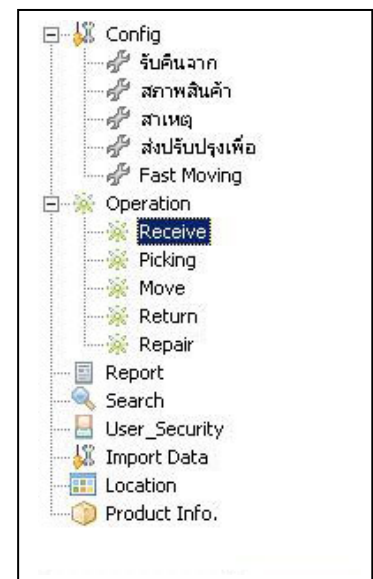 Config
รับคืนจาก
สภาพสินค้า
สาเหตุ
ส่งปรับปรุงเพื่อ
Fast Moving
Operation
Receive
Picking
Move
Return
Repair
Report
Search
User_Security
Import Data
Location
Product Info.